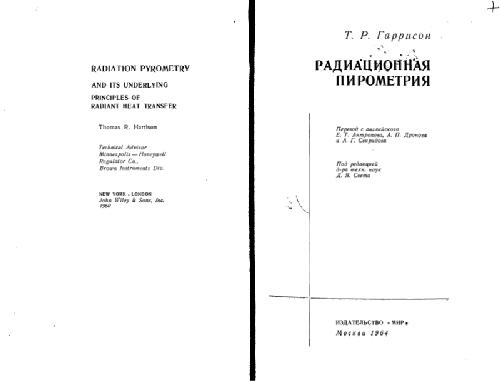 RADIATION PYROMETRY
AND ITS UNDERLYING
PRINCIPLES OF
RADIANT HEAT TRANSFER
Thomas R. Harrison
Technical Advisor
Minneapolis — Honeywell
Regulator Co.,
Brown Instruments Div.
NEW YORK - LONDON
John Wiley & Sons, Inc.
1960
Т. Р. Гаррисон
РАДИАЦИОННАЯ
ПИРОМЕТРИЯ
Перевод с английского
Е. Т. Антропова, А. П. Дронова
и А. Г. Свиридова
Под редакцией
д-ра техн. наук
Д. Я. Света
ИЗДАТЕЛЬСТВО «МИР»
Москва 1964